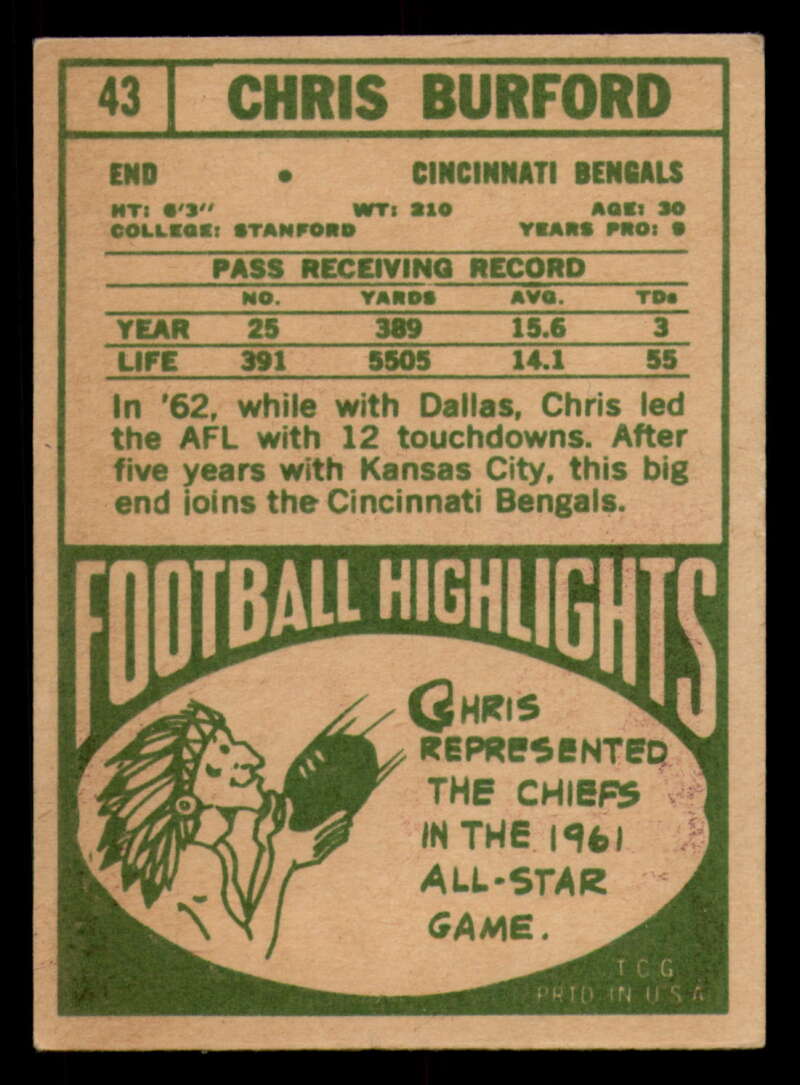 43 CHRIS BURFORD
END • CINCINNATI BENGALS
HT: 6'3" WT: 210 AGE: 30
COLLEGE: STANFORD YEARS PRO: 9
PASS RECEIVING RECORD
NO. YARDS AVG. TDs
YEAR 25 389 15.6 3
LIFE 391 5505 14.1 55
In '62, while with Dallas, Chris led
the AFL with 12 touchdowns. After
five years with Kansas City, this big
end joins the Cincinnati Bengals.
FOOTBALL HIGHLIGHTS
CHRIS
REPRESENTED
THE CHIEFS
IN THE 1961
ALL-STAR
GAME.
T C G
PRTD. IN U S A